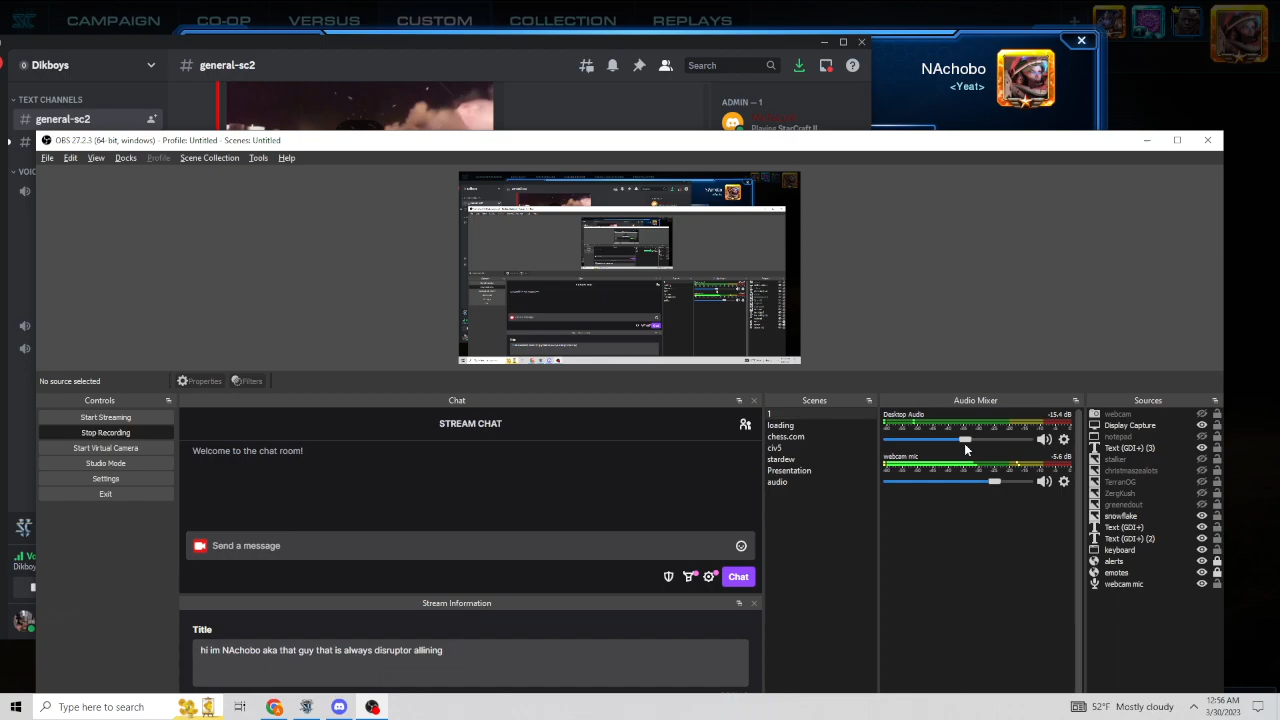 CAMPAIGN CO-OP VERSUS CUSTOM COLLECTION REPLAYS
Dikboys
general-sc2
Search
NAchobo
<Yeat>
TEXT CHANNELS
general-sc2
ADMIN — 1
Playing StarCraft II
OBS 27.2.3 (64-bit, windows) - Profile: Untitled - Scenes: Untitled
File Edit View Docks Profile Scene Collection Tools Help
VOI
No source selected
Properties
Filters
Controls
Chat
Scenes
Audio Mixer
Sources
Start Streaming
Stop Recording
Start Virtual Camera
Studio Mode
Settings
Exit
STREAM CHAT
Welcome to the chat room!
Send a message
Chat
Stream Information
Title
hi im NAchobo aka that guy that is always disruptor allining
1
loading
chess.com
civ5
stardew
Presentation
audio
Desktop Audio
-15.4 dB
webcam mic
-5.6 dB
webcam
Display Capture
notepad
Text (GDI+) (3)
stalker
christmaszealots
TerranOG
ZergKush
greenedout
snowflake
Text (GDI+)
Text (GDI+) (2)
keyboard
alerts
emotes
webcam mic
Vo
Dikboy
Type here to search
52°F Mostly cloudy
12:56 AM
3/30/2023